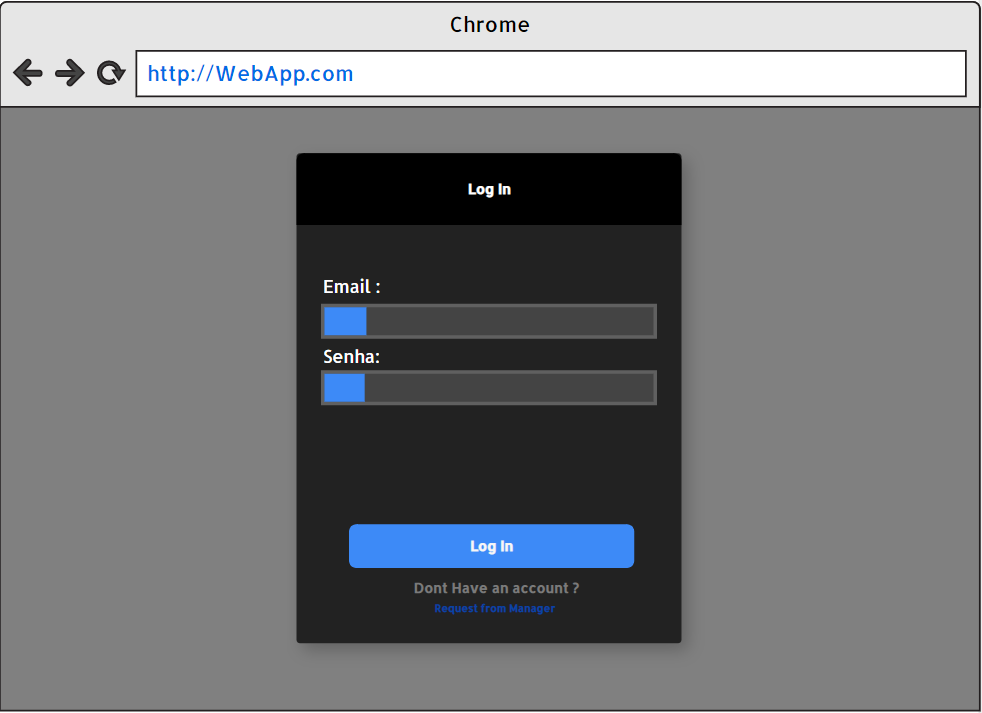 Chrome
http://WebApp.com
Log In
Email :
Senha:
Log In
Dont Have an account ?
Request from Manager